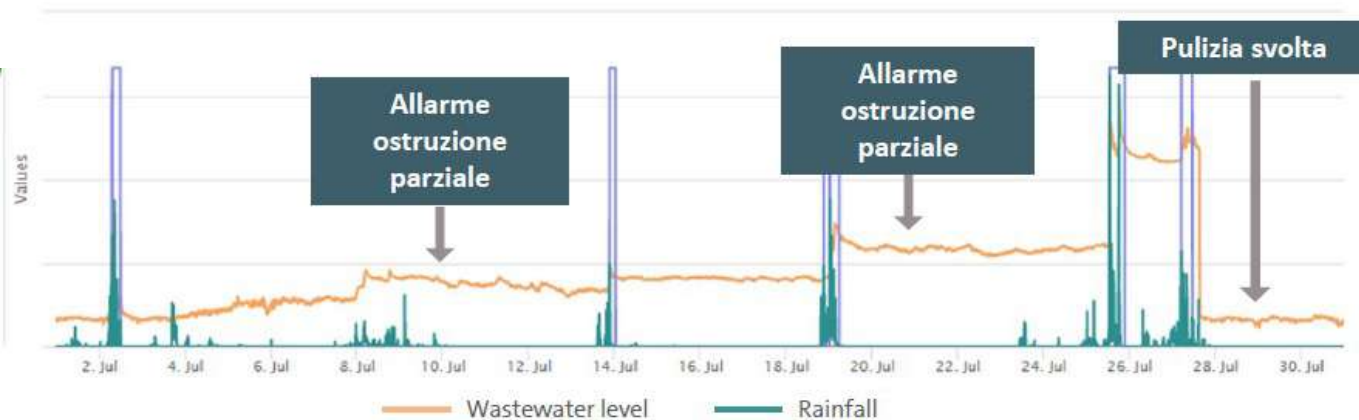 Pulizia svolta
Allarme
ostruzione
parziale
Allarme
ostruzione
parziale
Values
2. Jul
4. Jul
6. Jul
8. Jul
10. Jul
12. Jul
14. Jul
16. Jul
18. Jul
20. Jul
22. Jul
24. Jul
26. Jul
28. Jul
30. Jul
Wastewater level
Rainfall